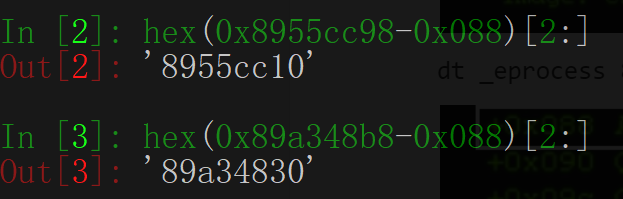 In [2]: hex(0x8955cc98-0x088)[2:]
Out[2]: '8955cc10'
dt _eprocess
In [3]: hex(0x89a348b8-0x088)[2:]
Out[3]: '89a34830'